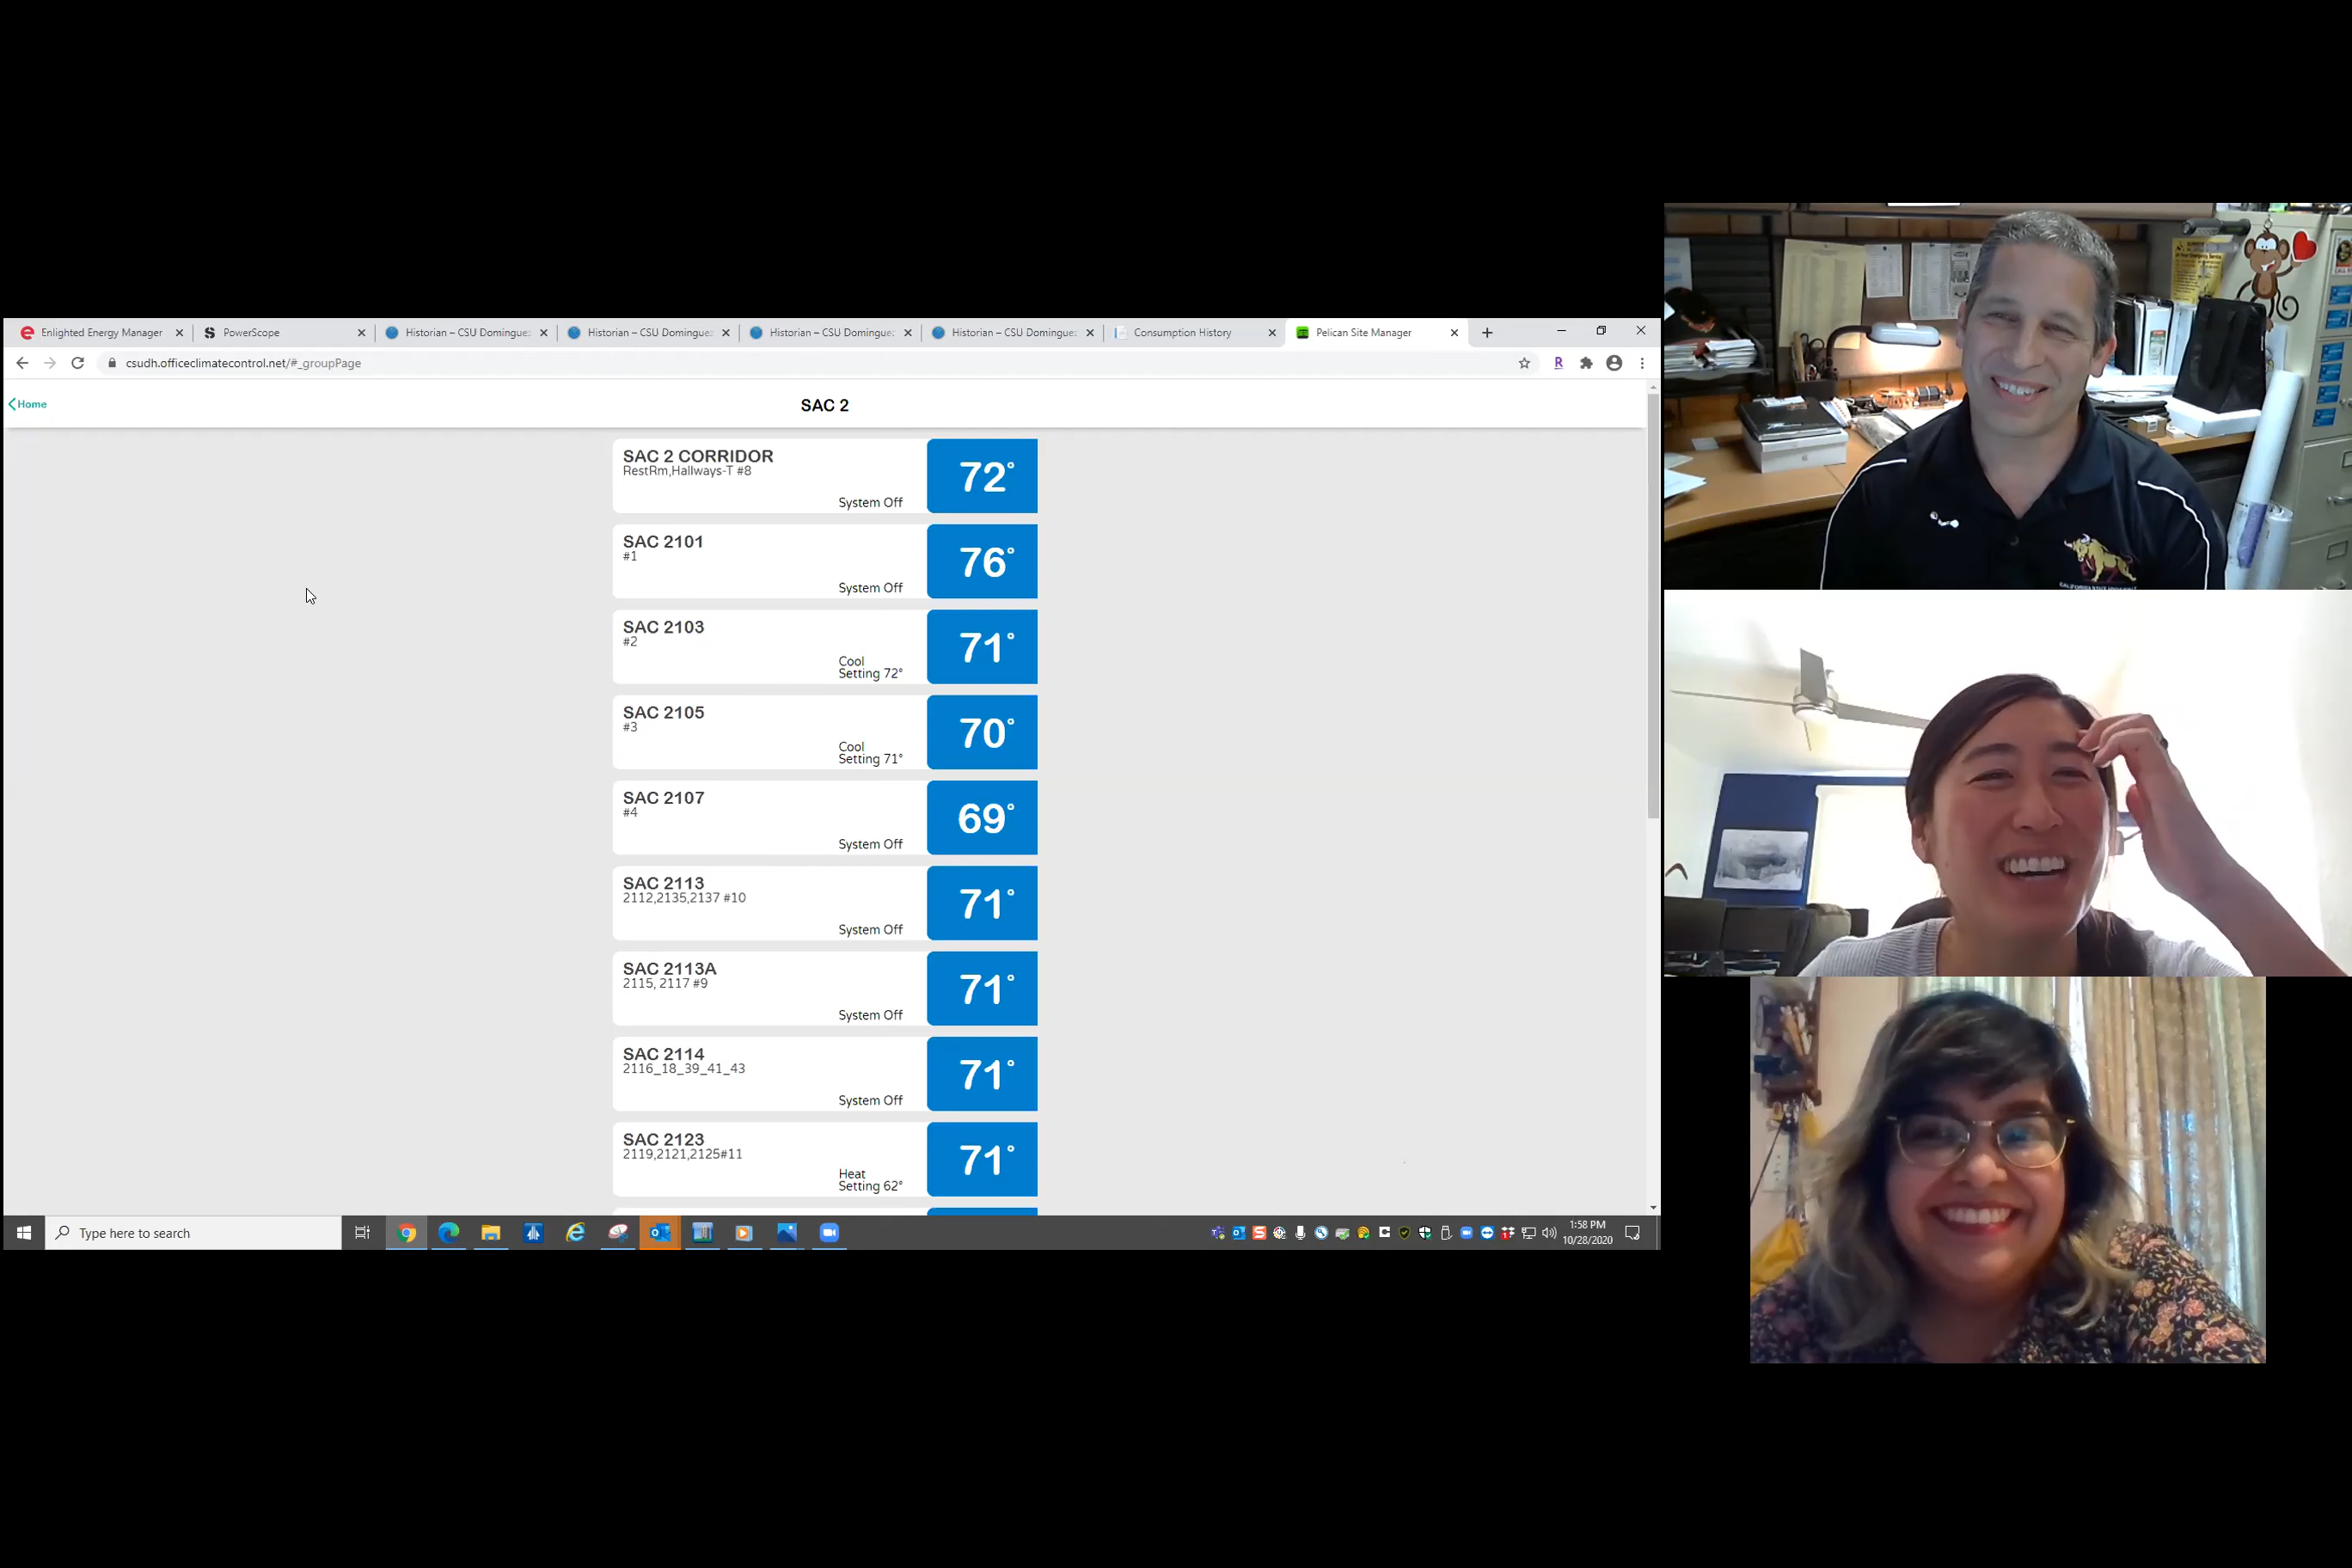 Enlighted Energy Manager
PowerScope
Historian – CSU Domingue
Historian – CSU Domingue
Historian – CSU Domingue
Historian – CSU Domingue
Consumption History
Pelican Site Manager
csudh.officeclimatecontrol.net/#_groupPage
R
Home
SAC 2
SAC 2 CORRIDOR
RestRm,Hallways-T #8
System Off
72°
SAC 2101
#1
System Off
76°
SAC 2103
#2
Cool
Setting 72°
71°
SAC 2105
#3
Cool
Setting 71°
70°
SAC 2107
#4
System Off
69°
SAC 2113
2112,2135,2137 #10
System Off
71°
SAC 2113A
2115, 2117 #9
System Off
71°
SAC 2114
2116_18_39_41_43
System Off
71°
SAC 2123
2119,2121,2125#11
Heat
Setting 62°
71°
Type here to search
1:58 PM
10/28/2020